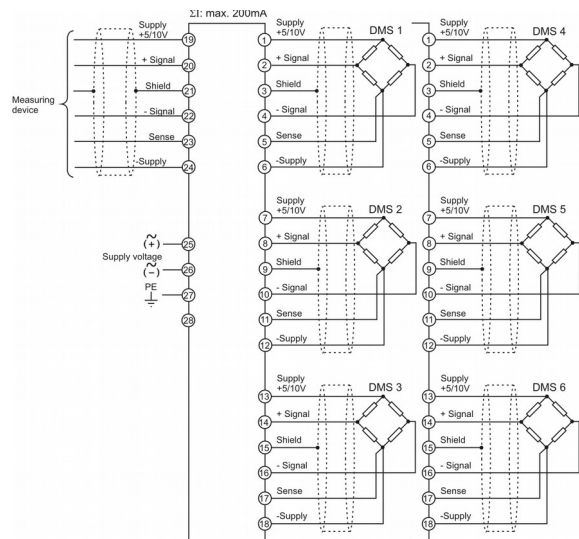 ΣI: max. 200mA
Measuring
device
Supply
+5/10V
19
+ Signal
20
Shield
21
- Signal
22
Sense
23
-Supply
24
(+)
25
Supply voltage
(−)
26
PE
27
28
Supply
+5/10V
DMS 1
1
+ Signal
2
Shield
3
- Signal
4
Sense
5
-Supply
6
Supply
+5/10V
DMS 2
7
+ Signal
8
Shield
9
- Signal
10
Sense
11
-Supply
12
Supply
+5/10V
DMS 3
13
+ Signal
14
Shield
15
- Signal
16
Sense
17
-Supply
18
Supply
+5/10V
DMS 4
1
+ Signal
2
Shield
3
- Signal
4
Sense
5
-Supply
6
Supply
+5/10V
DMS 5
7
+ Signal
8
Shield
9
- Signal
10
Sense
11
-Supply
12
Supply
+5/10V
DMS 6
13
+ Signal
14
Shield
15
- Signal
16
Sense
17
-Supply
18